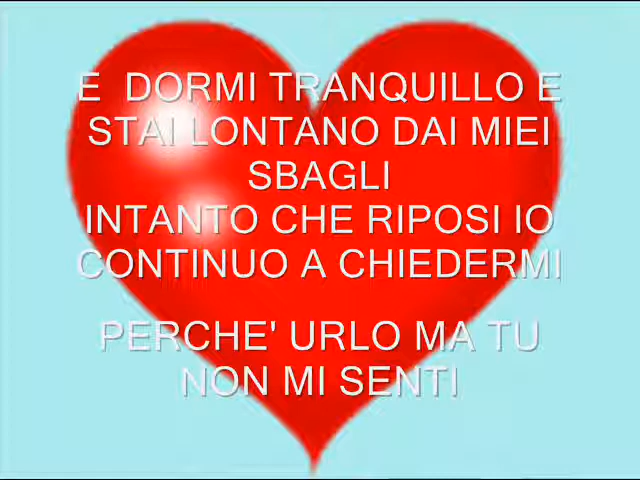 E DORMI TRANQUILLO E
STAI LONTANO DAI MIEI
SBAGLI
INTANTO CHE RIPOSI IO
CONTINUO A CHIEDERMI
PERCHE' URLO MA TU
NON MI SENTI